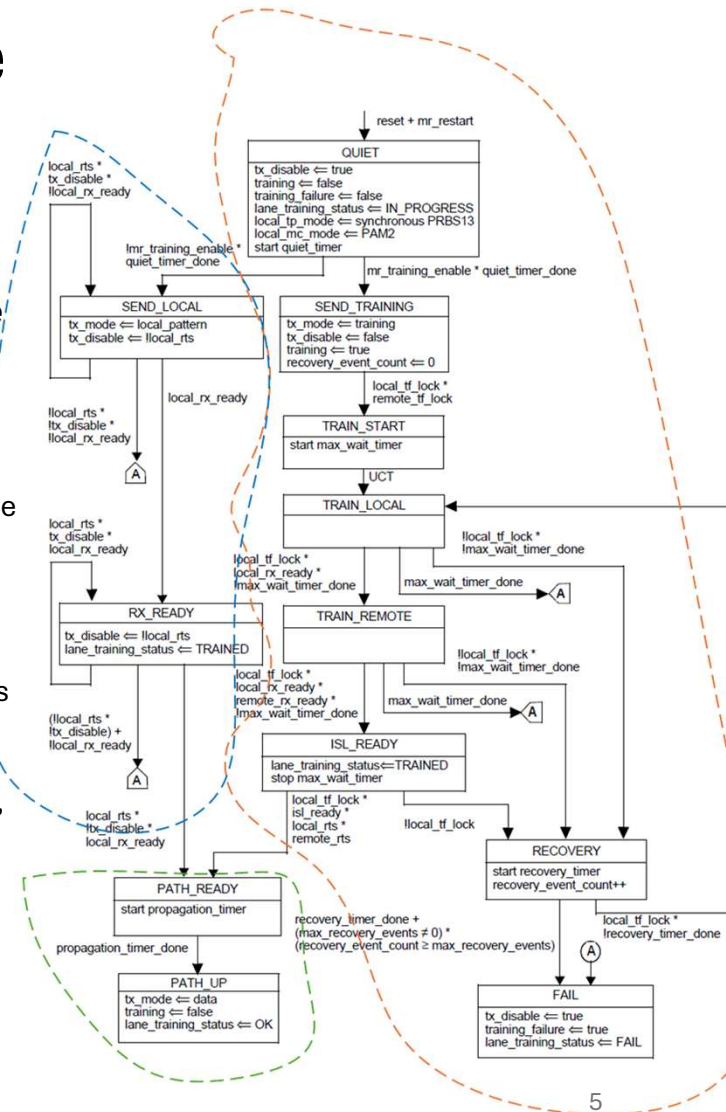 e
reset + mr_restart
QUIET
tx_disable ⇐ true
training ⇐ false
training_failure ⇐ false
lane_training_status ⇐ IN_PROGRESS
local_tp_mode ⇐ synchronous PRBS13
local_mc_mode ⇐ PAM2
start quiet_timer
local_rts *
tx_disable *
!local_rx_ready
!mr_training_enable *
quiet_timer_done
mr_training_enable * quiet_timer_done
e
SEND_LOCAL
tx_mode ⇐ local_pattern
tx_disable ⇐ !local_rts
SEND_TRAINING
tx_mode ⇐ training
tx_disable ⇐ false
training ⇐ true
recovery_event_count ⇐ 0
local_rx_ready
!local_rts *
!tx_disable *
!local_rx_ready
A
local_tf_lock *
remote_tf_lock
TRAIN_START
start max_wait_timer
UCT
e
TRAIN_LOCAL
local_rts *
tx_disable *
local_rx_ready
!local_tf_lock *
!max_wait_timer_done
local_tf_lock *
local_rx_ready *
!max_wait_timer_done
max_wait_timer_done
A
RX_READY
tx_disable ⇐ !local_rts
lane_training_status ⇐ TRAINED
TRAIN_REMOTE
!local_tf_lock *
!max_wait_timer_done
s
local_tf_lock *
local_rx_ready *
remote_rx_ready *
!max_wait_timer_done
max_wait_timer_done
A
(!local_rts *
!tx_disable) +
!local_rx_ready
A
ISL_READY
lane_training_status⇐TRAINED
stop max_wait_timer
,
local_rts *
!tx_disable *
local_rx_ready
local_tf_lock *
isl_ready *
local_rts *
remote_rts
!local_tf_lock
RECOVERY
start recovery_timer
recovery_event_count++
PATH_READY
start propagation_timer
recovery_timer_done +
(max_recovery_events ≠ 0) *
(recovery_event_count ≥ max_recovery_events)
local_tf_lock *
!recovery_timer_done
A
propagation_timer_done
PATH_UP
tx_mode ⇐ data
training ⇐ false
lane_training_status ⇐ OK
FAIL
tx_disable ⇐ true
training_failure ⇐ true
lane_training_status ⇐ FAIL
5